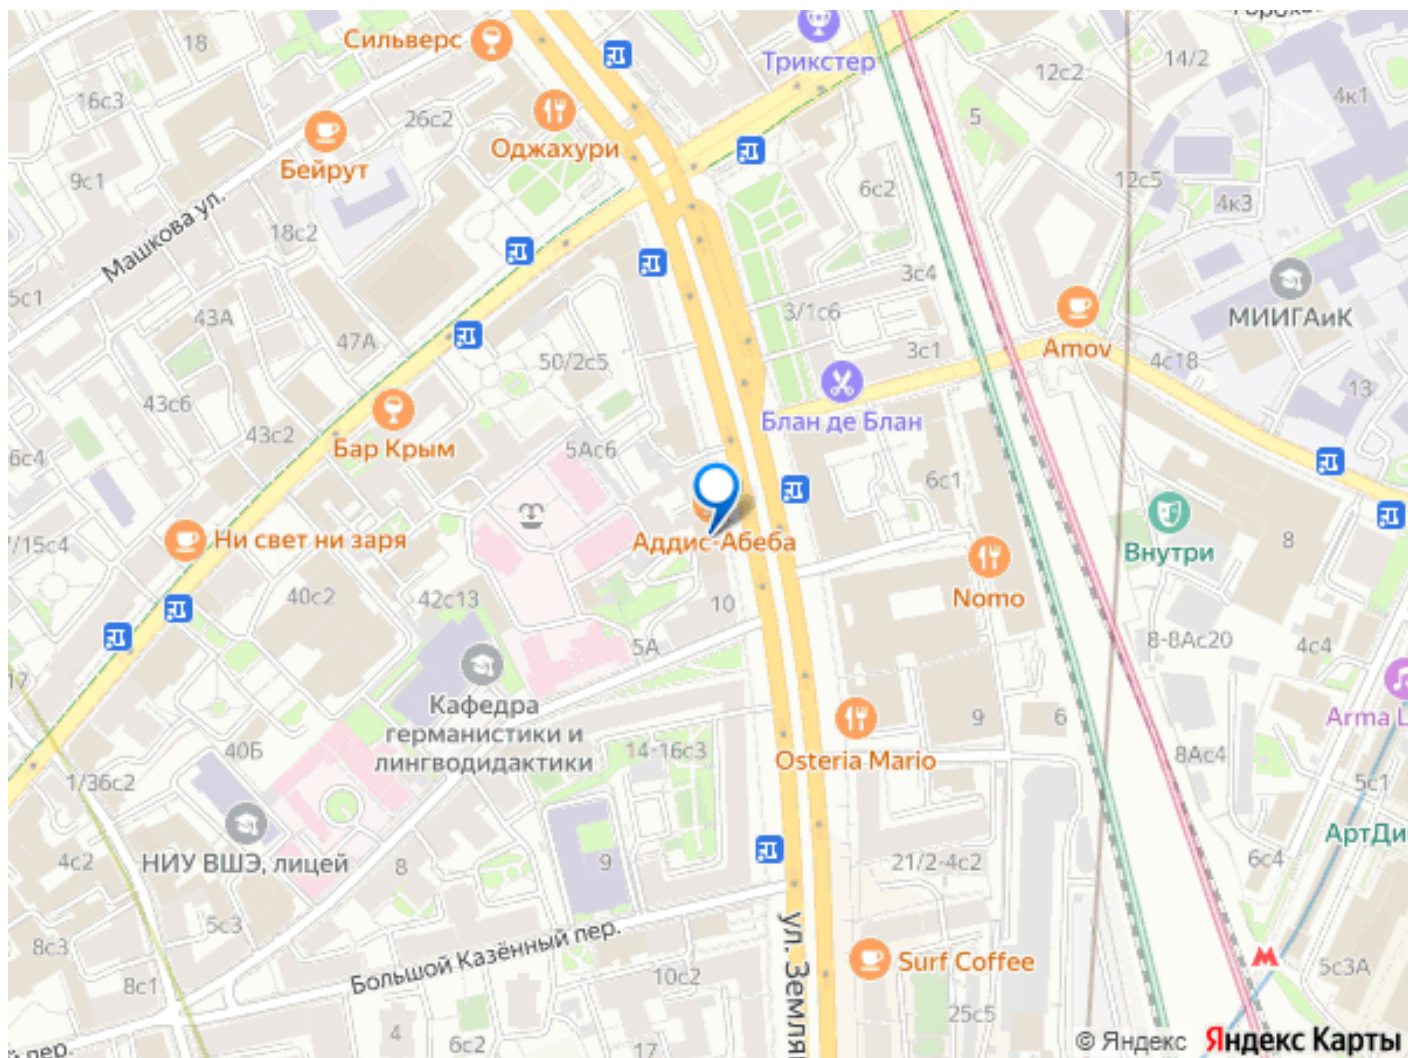 Сильверс
18
Трикстер
14/2
12с2
16с3
26с2
Оджахури
5
4к1
Бейрут
9с1
12с5
6с2
4к3
Машкова ул.
18с2
3с4
5с1
43А
3/1с6
МИИГАиК
47А
50/2с5
3с1
Amov
4с18
13
43с6
Блан де Блан
43с2
Бар Крым
5Ас6
6с4
6с1
Ни свет ни заря
Аддис-Абеба
Внутри
8
/15с4
40с2
42с13
10
Nomo
8-8Ас20
5А
4с4
17
Кафедра
германистики и
лингводидактики
9
6
Arma
40Б
14-16с3
Osteria Mario
8Ас4
1/36с2
5с1
АртДи
НИУ ВШЭ, лицей
4с2
8
9
21/2-4с2
6с4
5с3
8с3
Большой Казённый пер.
ул. Землян
Surf Coffee
8с1
10с2
5с3А
25с5
4
6с2
17
й пер.
© Яндекс Яндекс Карты